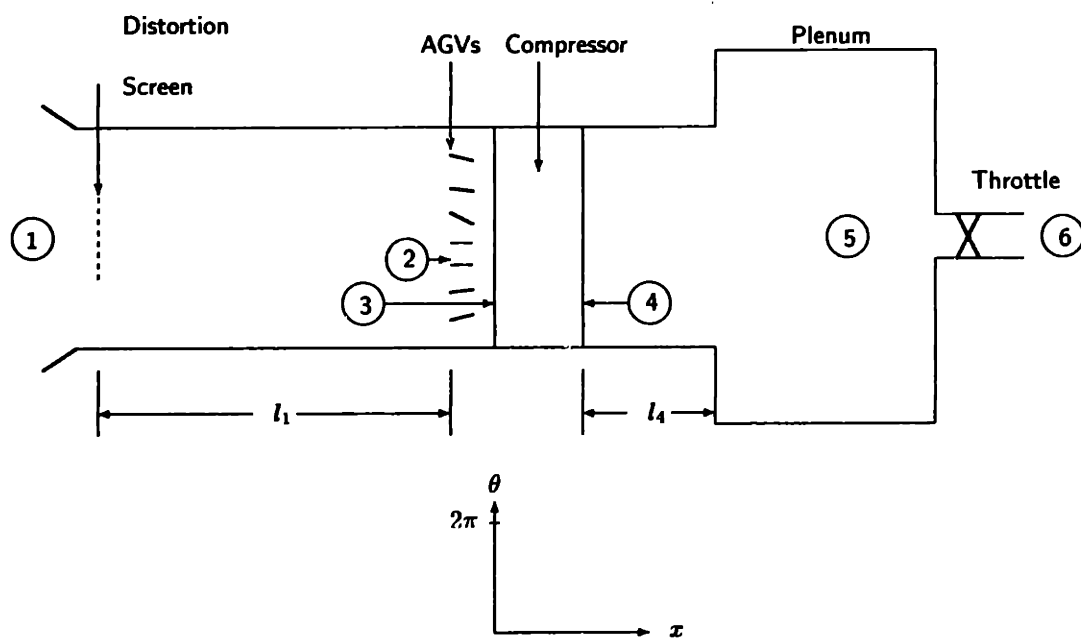 Distortion
Screen
AGVs
Compressor
Plenum
Throttle
1
2
3
4
5
6
l₁
l₄
θ
2π
x